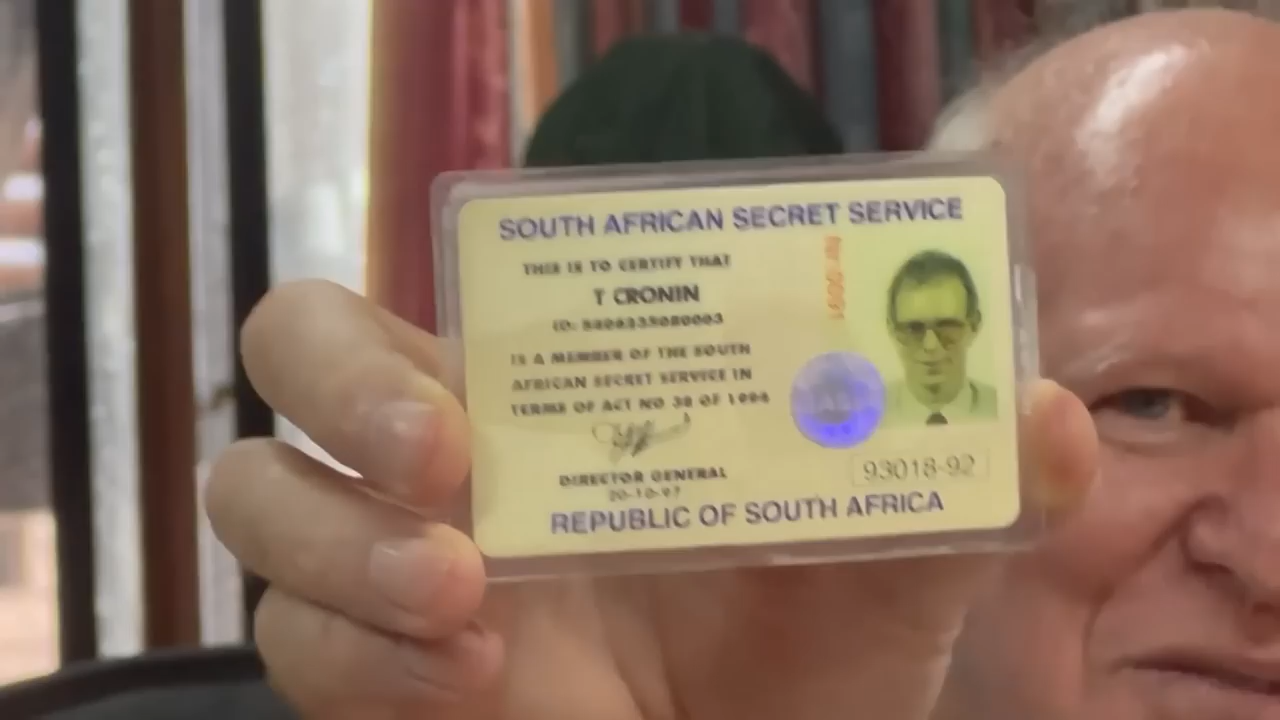 SOUTH AFRICAN SECRET SERVICE
THIS IS TO CERTIFY THAT
T CRONIN
ID:
IS A MEMBER OF THE SOUTH
AFRICAN SECRET SERVICE IN
TERMS OF ACT NO 38 OF 1994
DIRECTOR GENERAL
20-10-97
93018-92
REPUBLIC OF SOUTH AFRICA